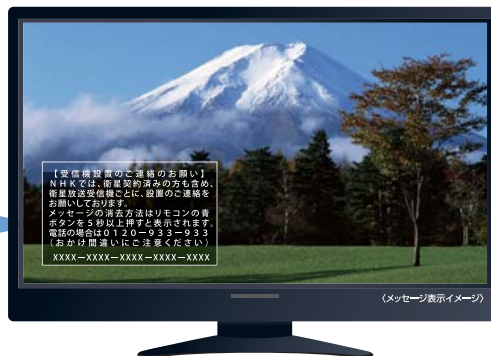 【受信機設置のご連絡のお願い】
NHKでは、衛星契約済みの方も含め、
衛星放送受信機ごとに、設置のご連絡を
お願いしております。
メッセージの消去方法はリモコンの青
ボタンを5秒以上押すと表示されます。
電話の場合は0120－933－933
(おかけ間違いにご注意ください)
XXXX－XXXX－XXXX－XXXX－XXXX
〈メッセージ表示イメージ〉